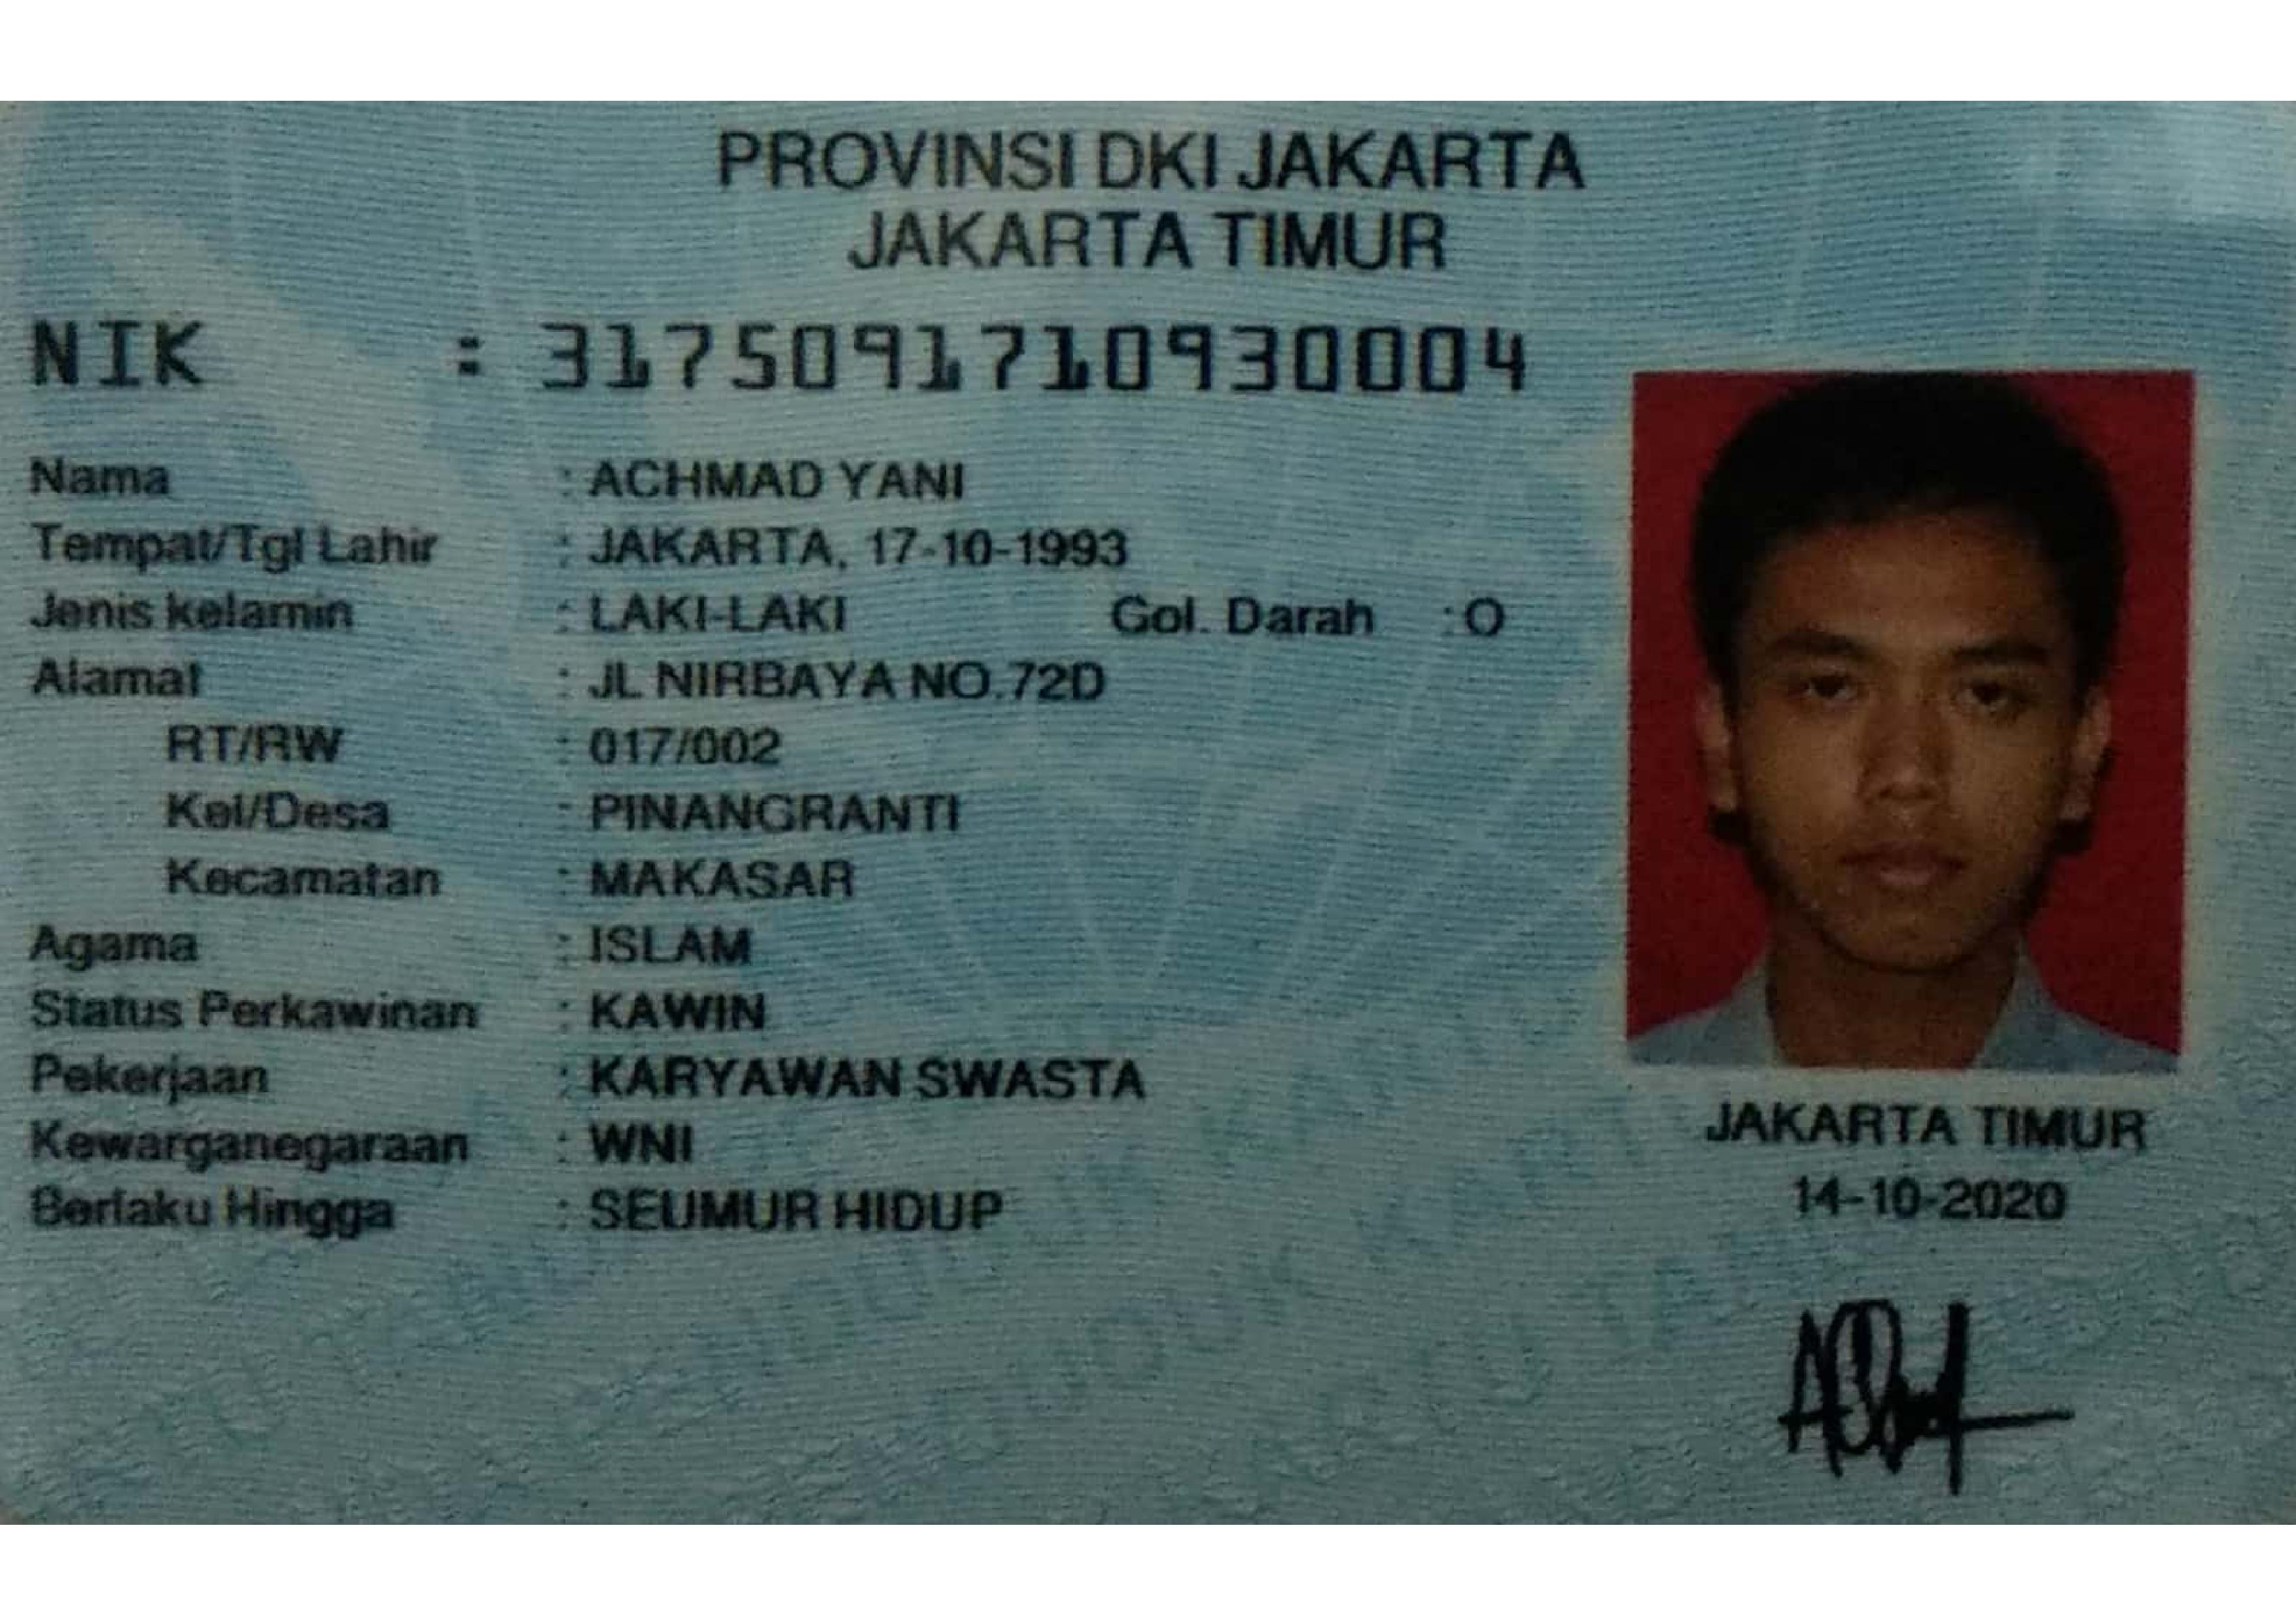 PROVINSI DKI JAKARTA
JAKARTA TIMUR
NIK : 3175091710930004
Nama : ACHMAD YANI
Tempat/Tgl Lahir : JAKARTA, 17-10-1993
Jenis kelamin : LAKI-LAKI Gol. Darah : O
Alamat : JL NIRBAYA NO.72D
RT/RW : 017/002
Kel/Desa : PINANGRANTI
Kecamatan : MAKASAR
Agama : ISLAM
Status Perkawinan : KAWIN
Pekerjaan : KARYAWAN SWASTA
Kewarganegaraan : WNI
Berlaku Hingga : SEUMUR HIDUP
JAKARTA TIMUR
14-10-2020